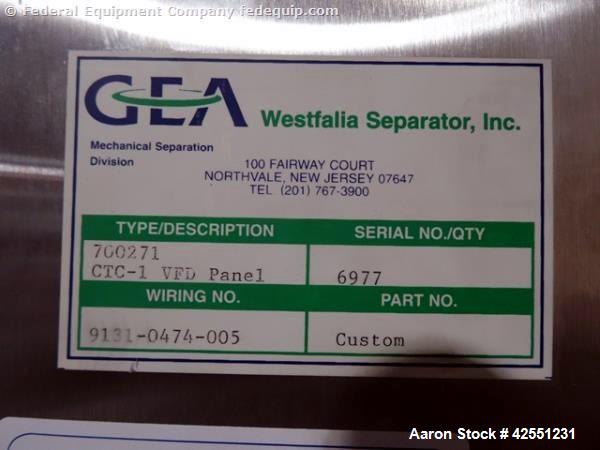 © Federal Equipment Company fedequip.com
GEA Westfalia Separator, Inc.
Mechanical Separation
Division
100 FAIRWAY COURT
NORTHVALE, NEW JERSEY 07647
TEL (201) 767-3900
TYPE/DESCRIPTION SERIAL NO./QTY
700271
CTC-1 VFD Panel 6977
WIRING NO. PART NO.
9131-0474-005 Custom
Aaron Stock # 42551231